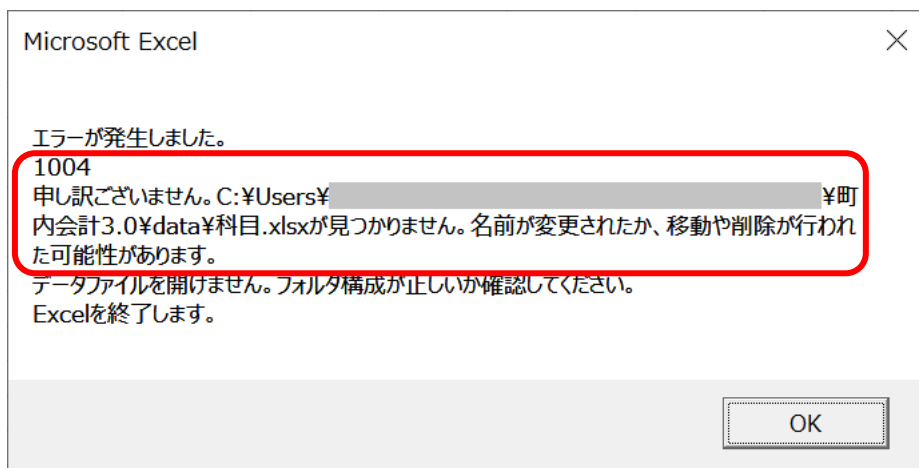 Microsoft Excel
エラーが発生しました。
1004
申し訳ございません。C:¥Users¥ ¥町
内会計3.0¥data¥科目.xlsxが見つかりません。名前が変更されたか、移動や削除が行われ
た可能性があります。
データファイルを開けません。フォルダ構成が正しいか確認してください。
Excelを終了します。
OK